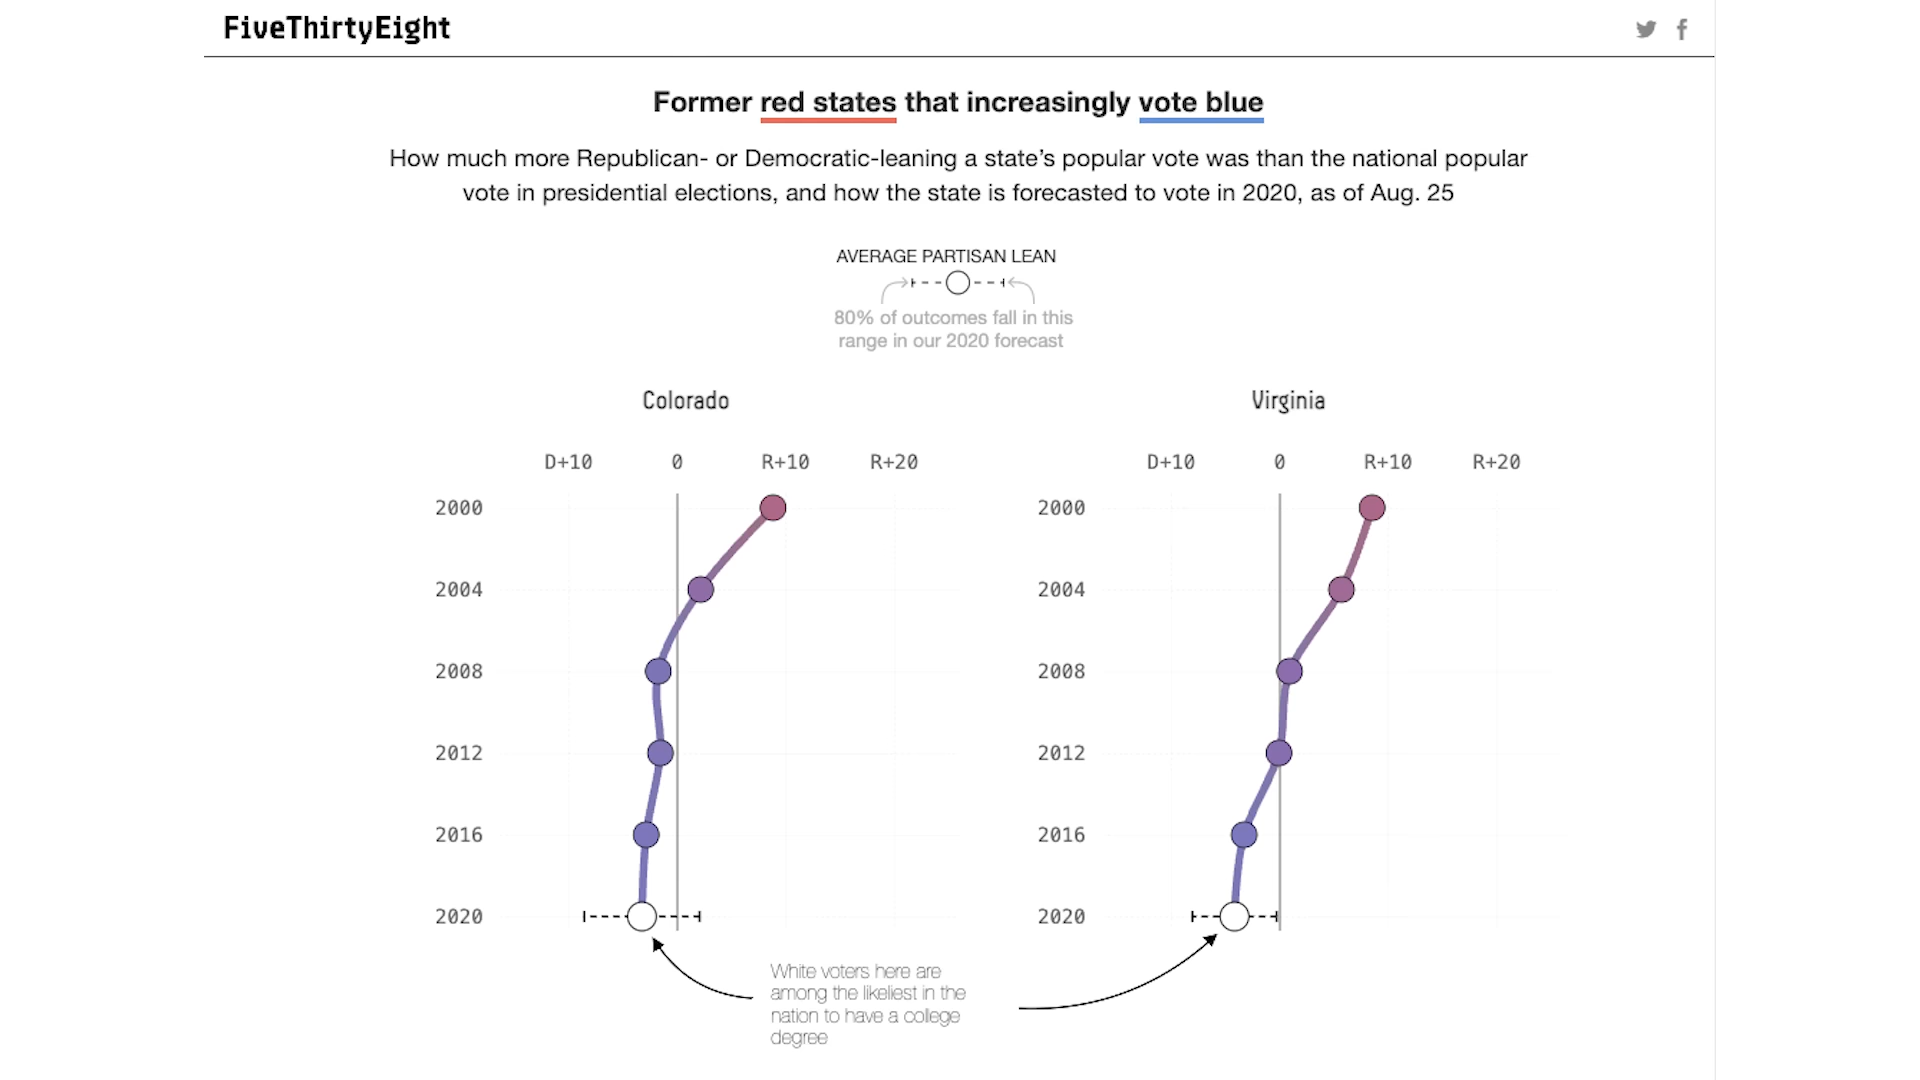 FiveThirtyEight
Former red states that increasingly vote blue
How much more Republican- or Democratic-leaning a state’s popular vote was than the national popular
vote in presidential elections, and how the state is forecasted to vote in 2020, as of Aug. 25
AVERAGE PARTISAN LEAN
80% of outcomes fall in this
range in our 2020 forecast
Colorado
D+10 0 R+10 R+20
2000
2004
2008
2012
2016
2020
Virginia
D+10 0 R+10 R+20
2000
2004
2008
2012
2016
2020
White voters here are
among the likeliest in the
nation to have a college
degree